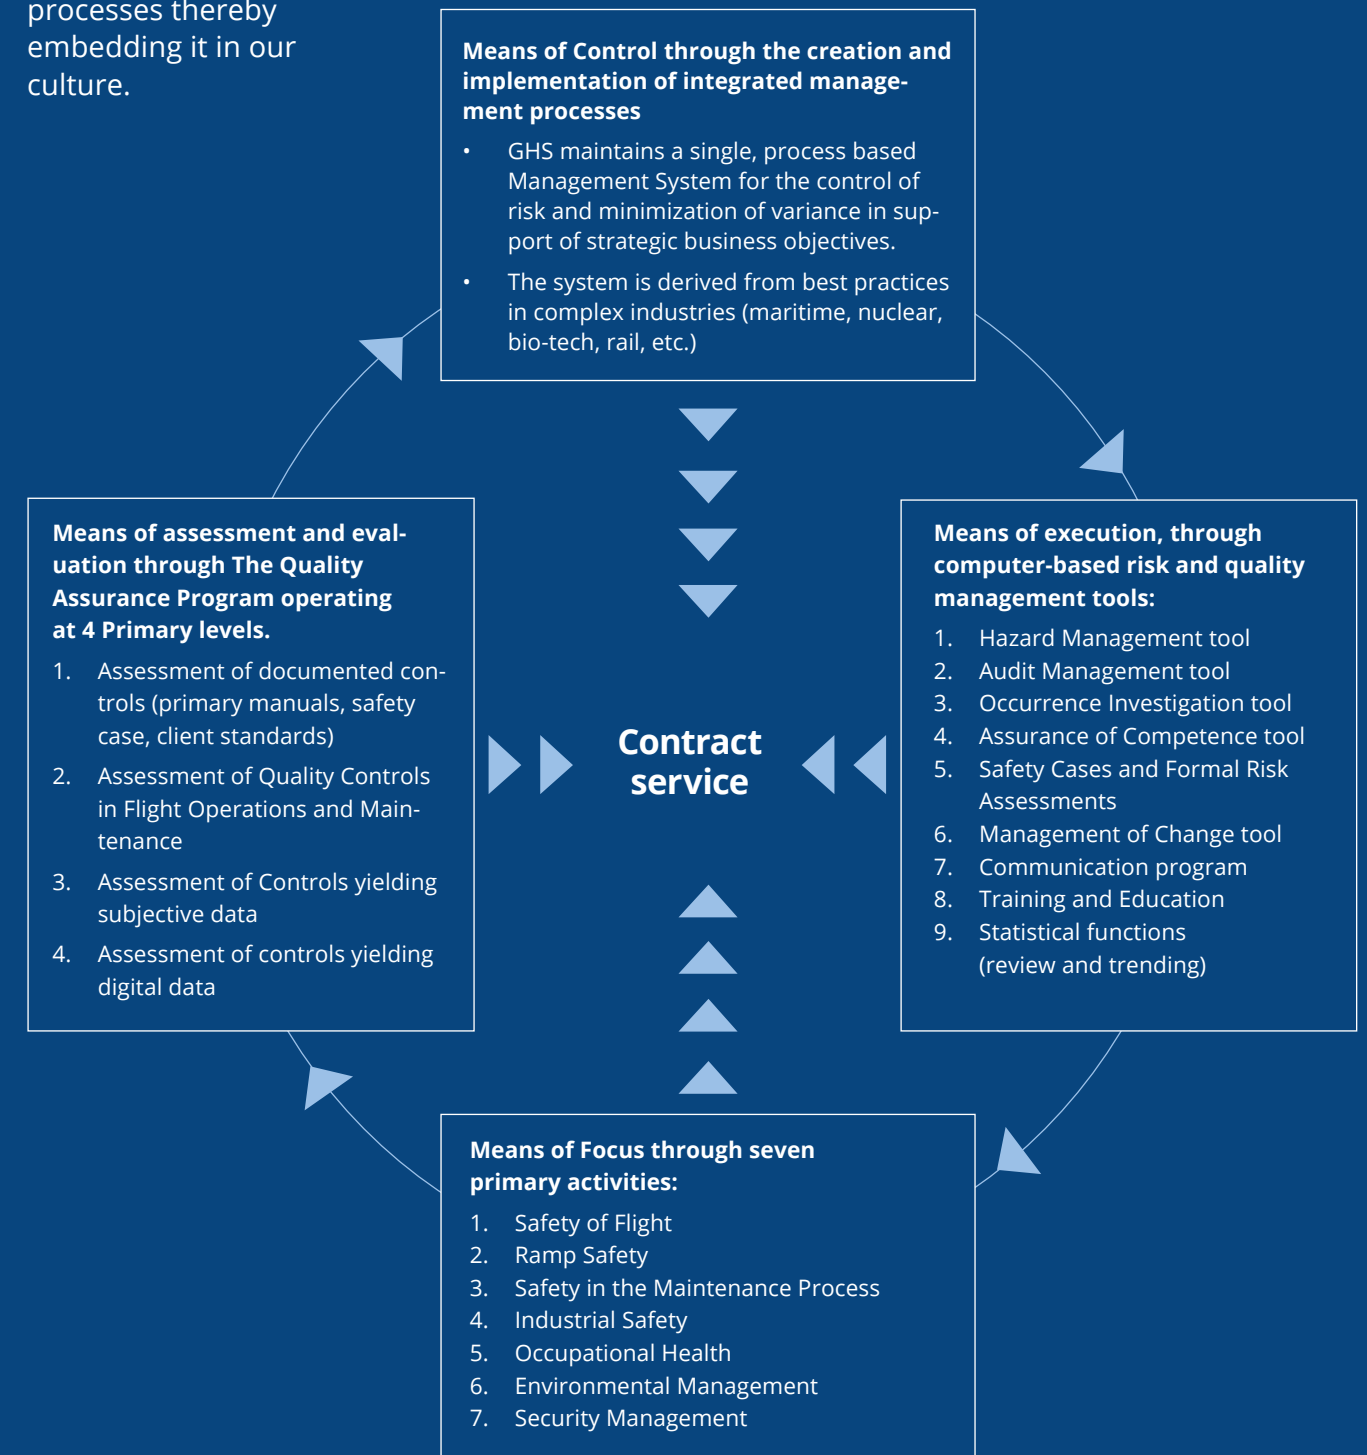 processes thereby
embedding it in our
culture.
Means of Control through the creation and
implementation of integrated manage-
ment processes
• GHS maintains a single, process based
Management System for the control of
risk and minimization of variance in sup-
port of strategic business objectives.
• The system is derived from best practices
in complex industries (maritime, nuclear,
bio-tech, rail, etc.)
Means of assessment and eval-
uation through The Quality
Assurance Program operating
at 4 Primary levels.
1. Assessment of documented con-
trols (primary manuals, safety
case, client standards)
2. Assessment of Quality Controls
in Flight Operations and Main-
tenance
3. Assessment of Controls yielding
subjective data
4. Assessment of controls yielding
digital data
Contract
service
Means of execution, through
computer-based risk and quality
management tools:
1. Hazard Management tool
2. Audit Management tool
3. Occurrence Investigation tool
4. Assurance of Competence tool
5. Safety Cases and Formal Risk
Assessments
6. Management of Change tool
7. Communication program
8. Training and Education
9. Statistical functions
(review and trending)
Means of Focus through seven
primary activities:
1. Safety of Flight
2. Ramp Safety
3. Safety in the Maintenance Process
4. Industrial Safety
5. Occupational Health
6. Environmental Management
7. Security Management